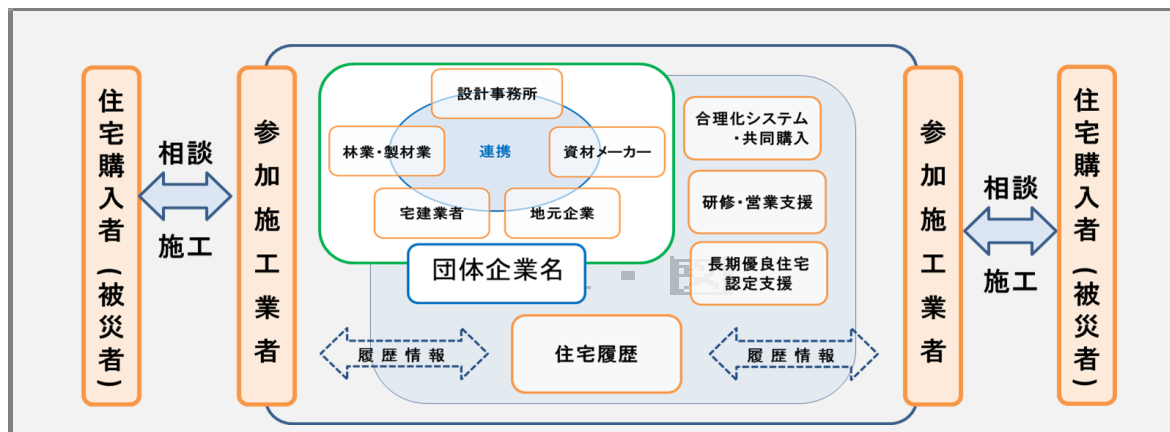 住宅購入者（被災者）
相談
施工
参加施工業者
設計事務所
林業・製材業
連携
資材メーカー
宅建業者
地元企業
団体企業名
合理化システム
・共同購入
研修・営業支援
長期優良住宅
認定支援
履歴情報
住宅履歴
履歴情報
参加施工業者
相談
施工
住宅購入者（被災者）